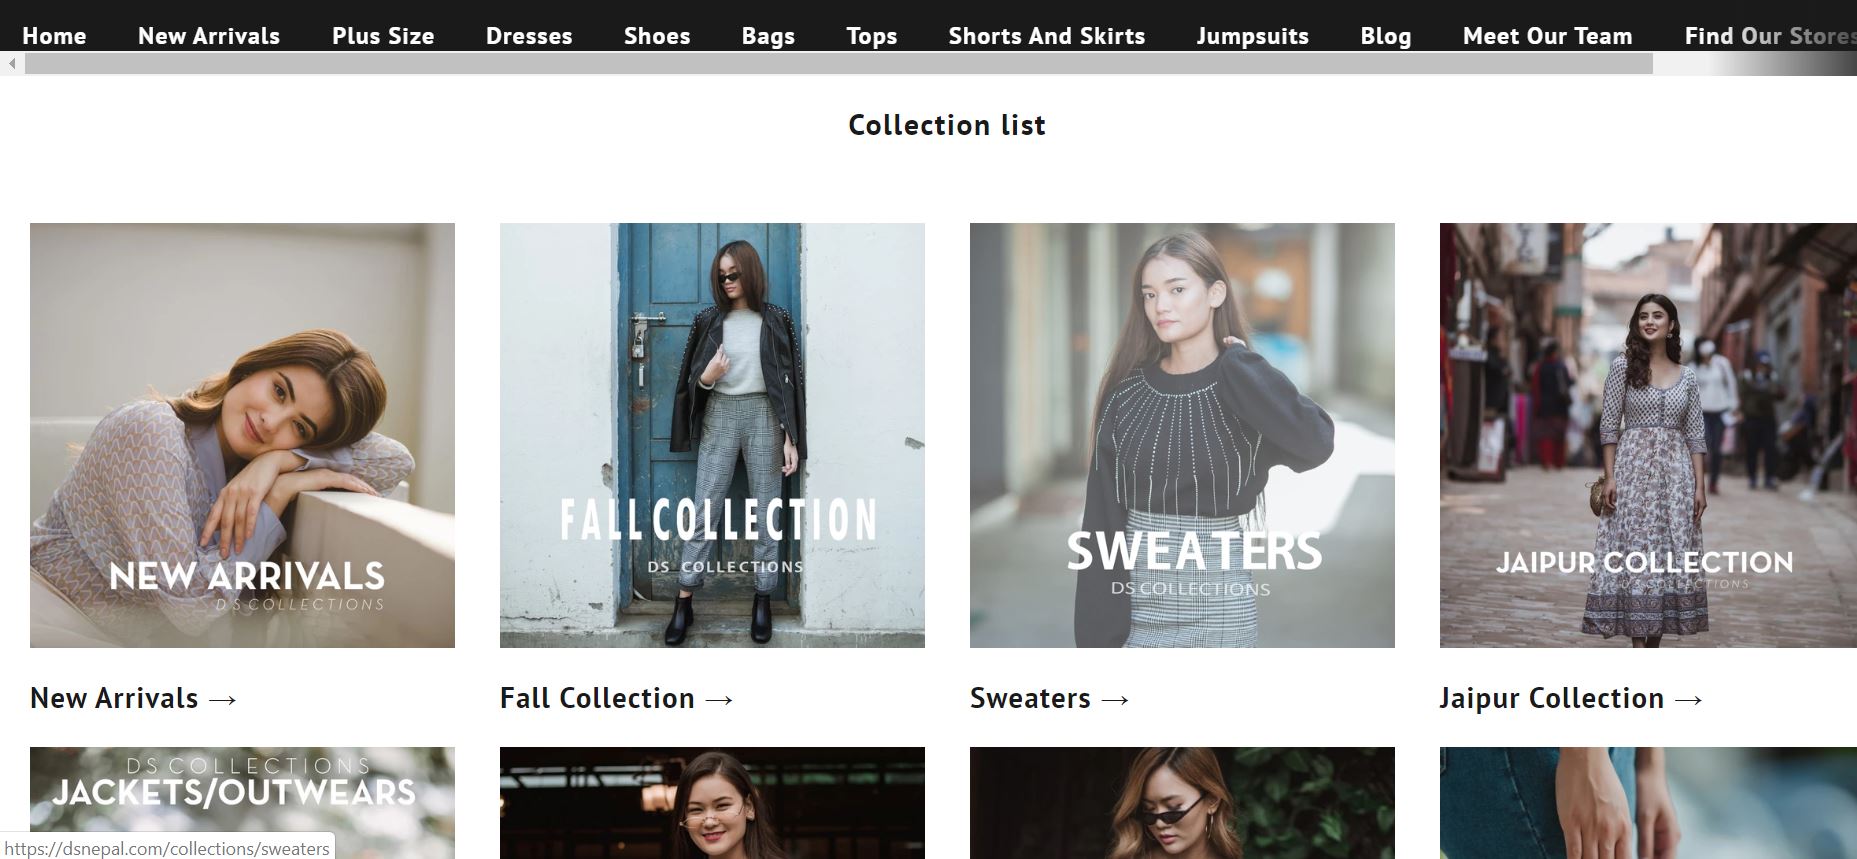 Home New Arrivals Plus Size Dresses Shoes Bags Tops Shorts And Skirts Jumpsuits Blog Meet Our Team Find Our Stores
Collection list
NEW ARRIVALS
DS COLLECTIONS
FALL COLLECTION
DS COLLECTIONS
SWEATERS
DS COLLECTIONS
JAIPUR COLLECTION
DS COLLECTIONS
New Arrivals →
Fall Collection →
Sweaters →
Jaipur Collection →
DS COLLECTIONS
JACKETS/OUTWEARS
https://dsnepal.com/collections/sweaters